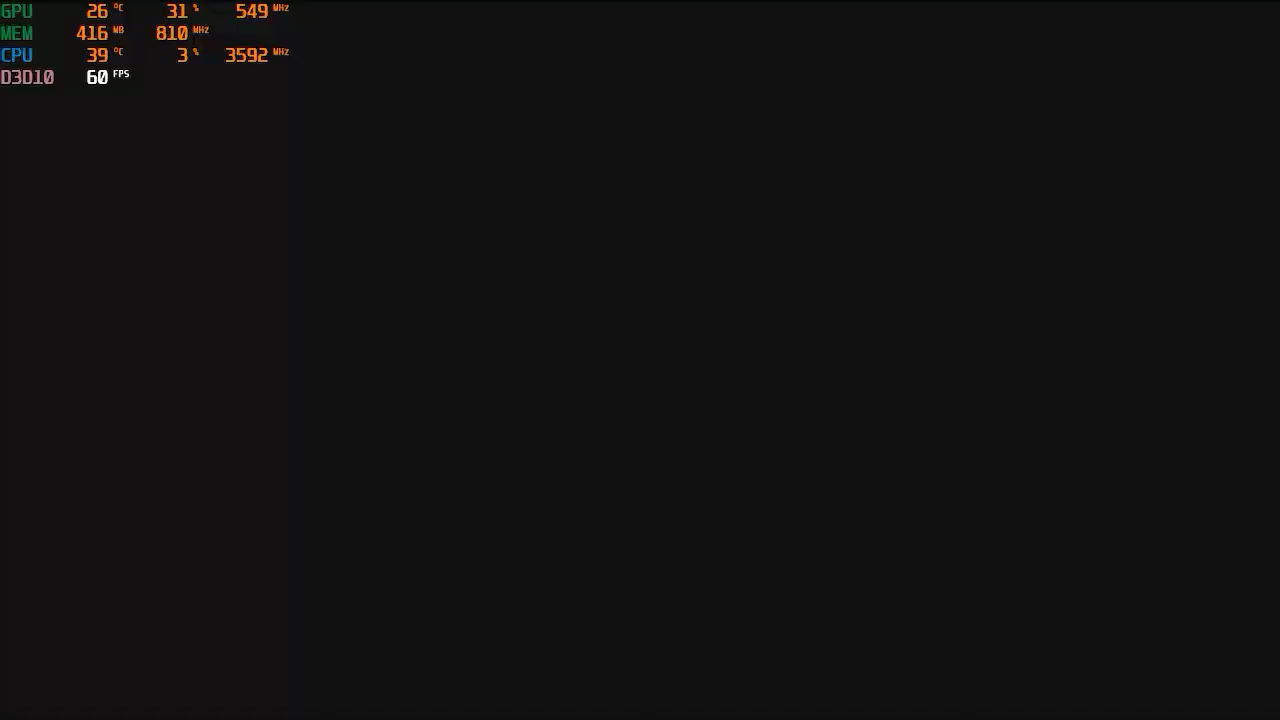 GPU 26 °C 31 % 549 MHz
MEM 416 MB 810 MHz
CPU 39 °C 3 % 3592 MHz
D3D10 60 FPS